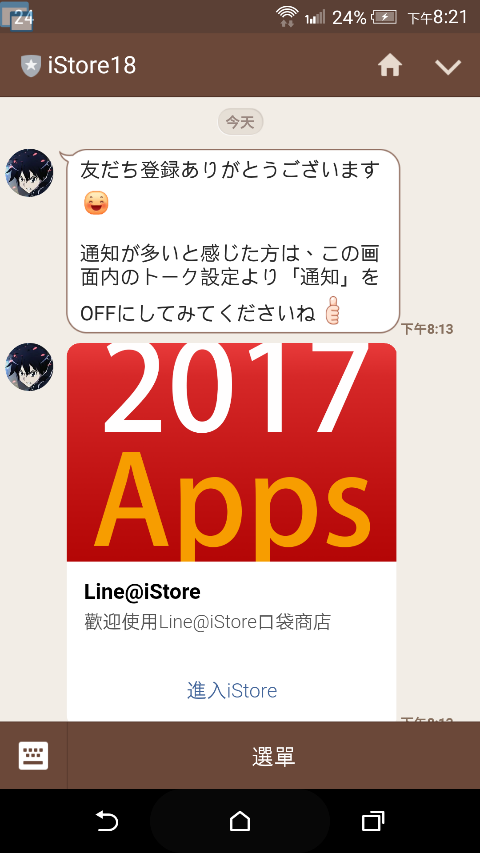 24
24%
下午8:21
iStore18
今天
友だち登録ありがとうございます
通知が多いと感じた方は、この画
面内のトーク設定より「通知」を
OFFにしてみてくださいね
下午8:13
2017
Apps
Line@iStore
歡迎使用Line@iStore口袋商店
進入iStore
選單